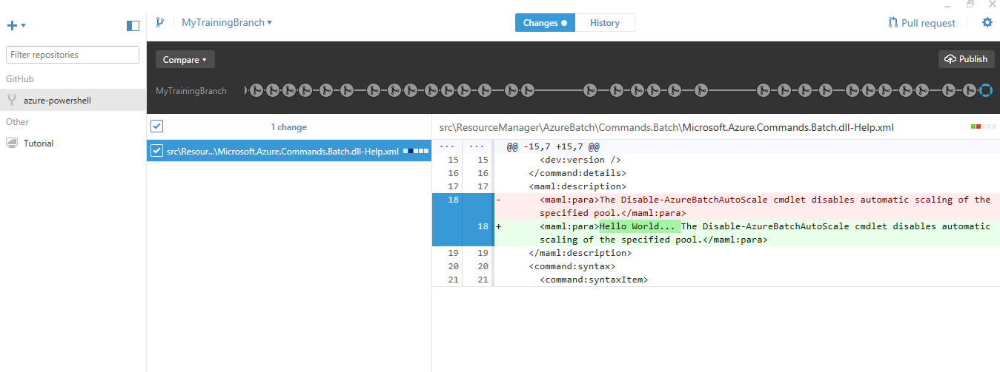 MyTrainingBranch
Changes
History
Pull request
Filter repositories
GitHub
azure-powershell
Other
Tutorial
Compare
Publish
MyTrainingBranch
1 change
src\Resour...\Microsoft.Azure.Commands.Batch.dll-Help.xml
src\ResourceManager\AzureBatch\Commands.Batch\Microsoft.Azure.Commands.Batch.dll-Help.xml
... ... @@ -15,7 +15,7 @@
15 15 <dev:version />
16 16 </command:details>
17 17 <maml:description>
18 - <maml:para>The Disable-AzureBatchAutoScale cmdlet disables automatic scaling of the
specified pool.</maml:para>
18 + <maml:para>Hello World... The Disable-AzureBatchAutoScale cmdlet disables automatic
scaling of the specified pool.</maml:para>
19 19 </maml:description>
20 20 <command:syntax>
21 21 <command:syntaxItem>